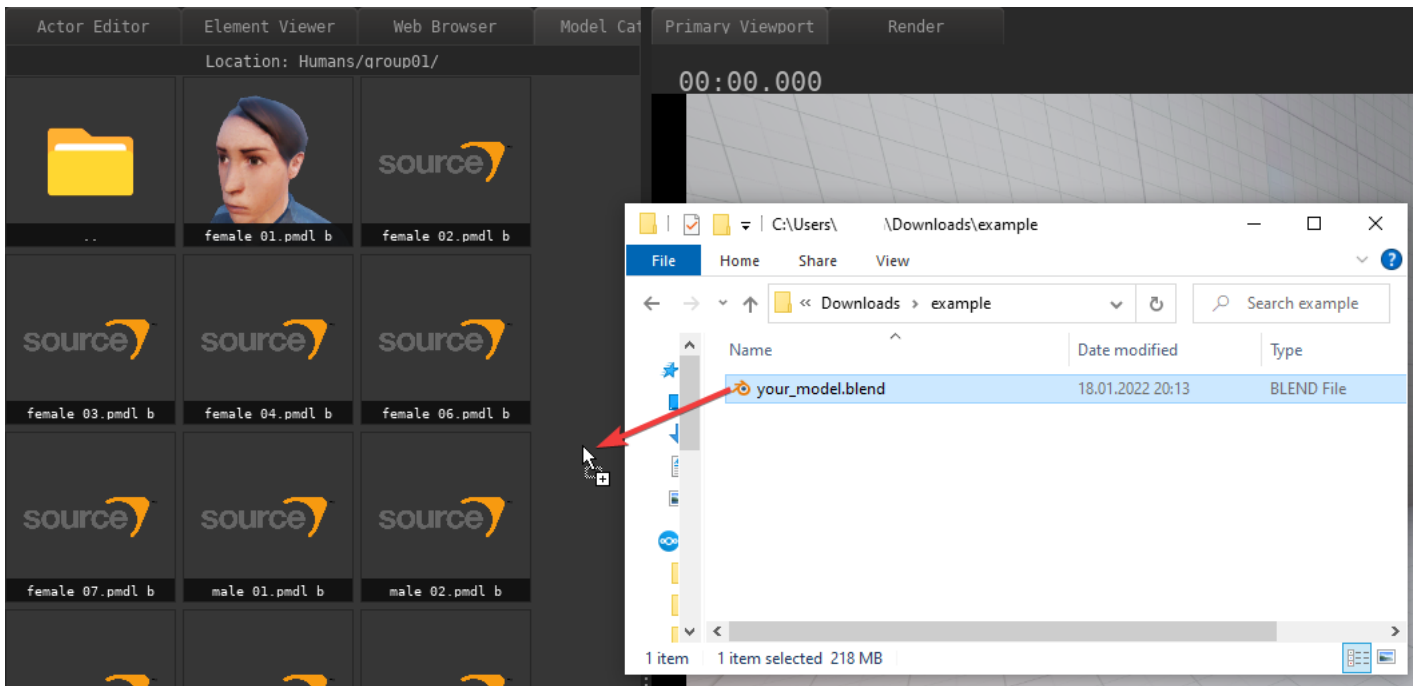 Actor Editor
Element Viewer
Web Browser
Model Cat
Location: Humans/group01/
..
female 01.pmdl b
source
female 02.pmdl b
source
female 03.pmdl b
source
female 04.pmdl b
source
female 06.pmdl b
source
female 07.pmdl b
source
male 01.pmdl b
source
male 02.pmdl b
Primary Viewport
Render
00:00.000
C:\Users\ \Downloads\example
File
Home
Share
View
?
« Downloads › example
Search example
Name
Date modified
Type
your_model.blend
18.01.2022 20:13
BLEND File
1 item
1 item selected 218 MB